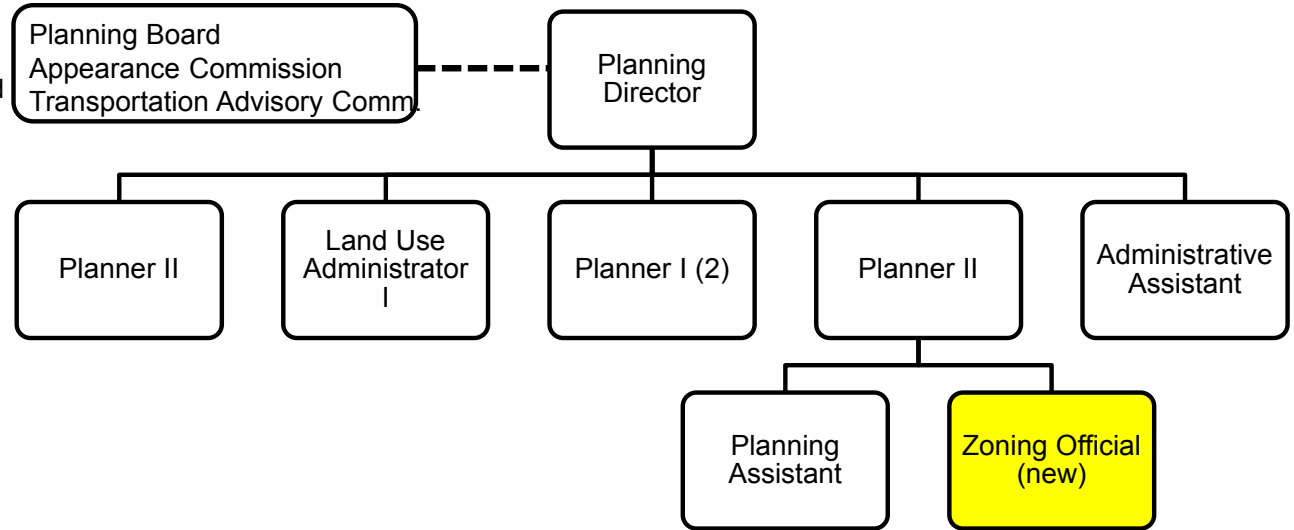 Planning Board
Appearance Commission
Transportation Advisory Comm.
Planning
Director
Planner II
Land Use
Administrator
I
Planner I (2)
Planner II
Administrative
Assistant
Planning
Assistant
Zoning Official
(new)